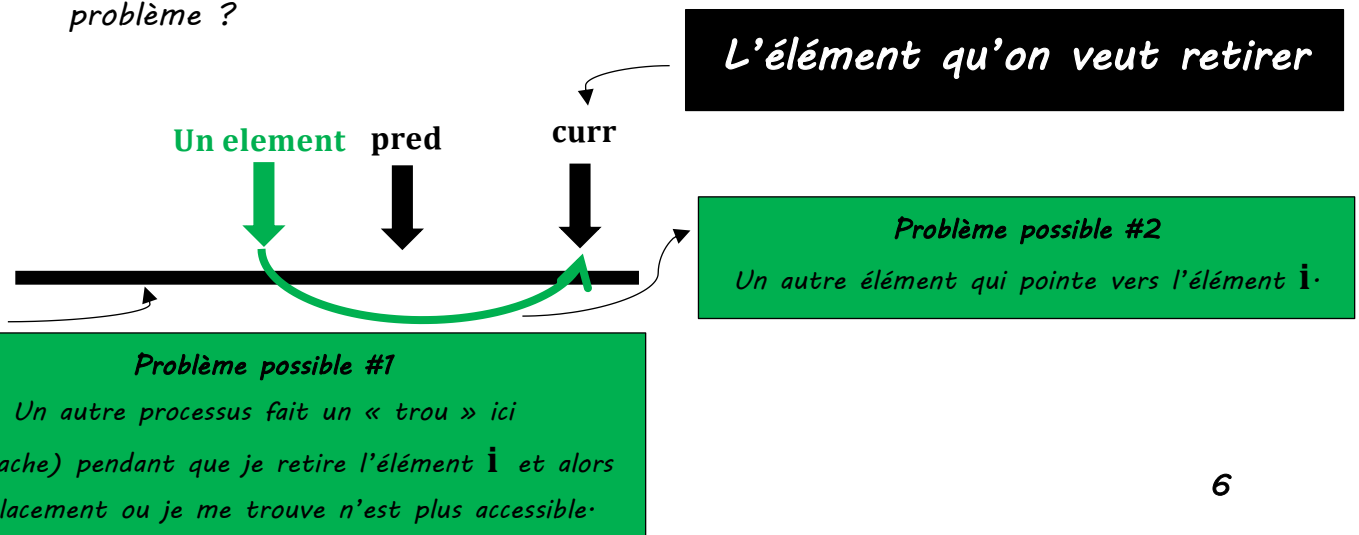 problème ?
L'élément qu'on veut retirer
Un element
pred
curr
Problème possible #2
Un autre élément qui pointe vers l'élément i.
Problème possible #1
Un autre processus fait un « trou » ici
ache) pendant que je retire l'élément i et alors
lacement ou je me trouve n'est plus accessible.
6